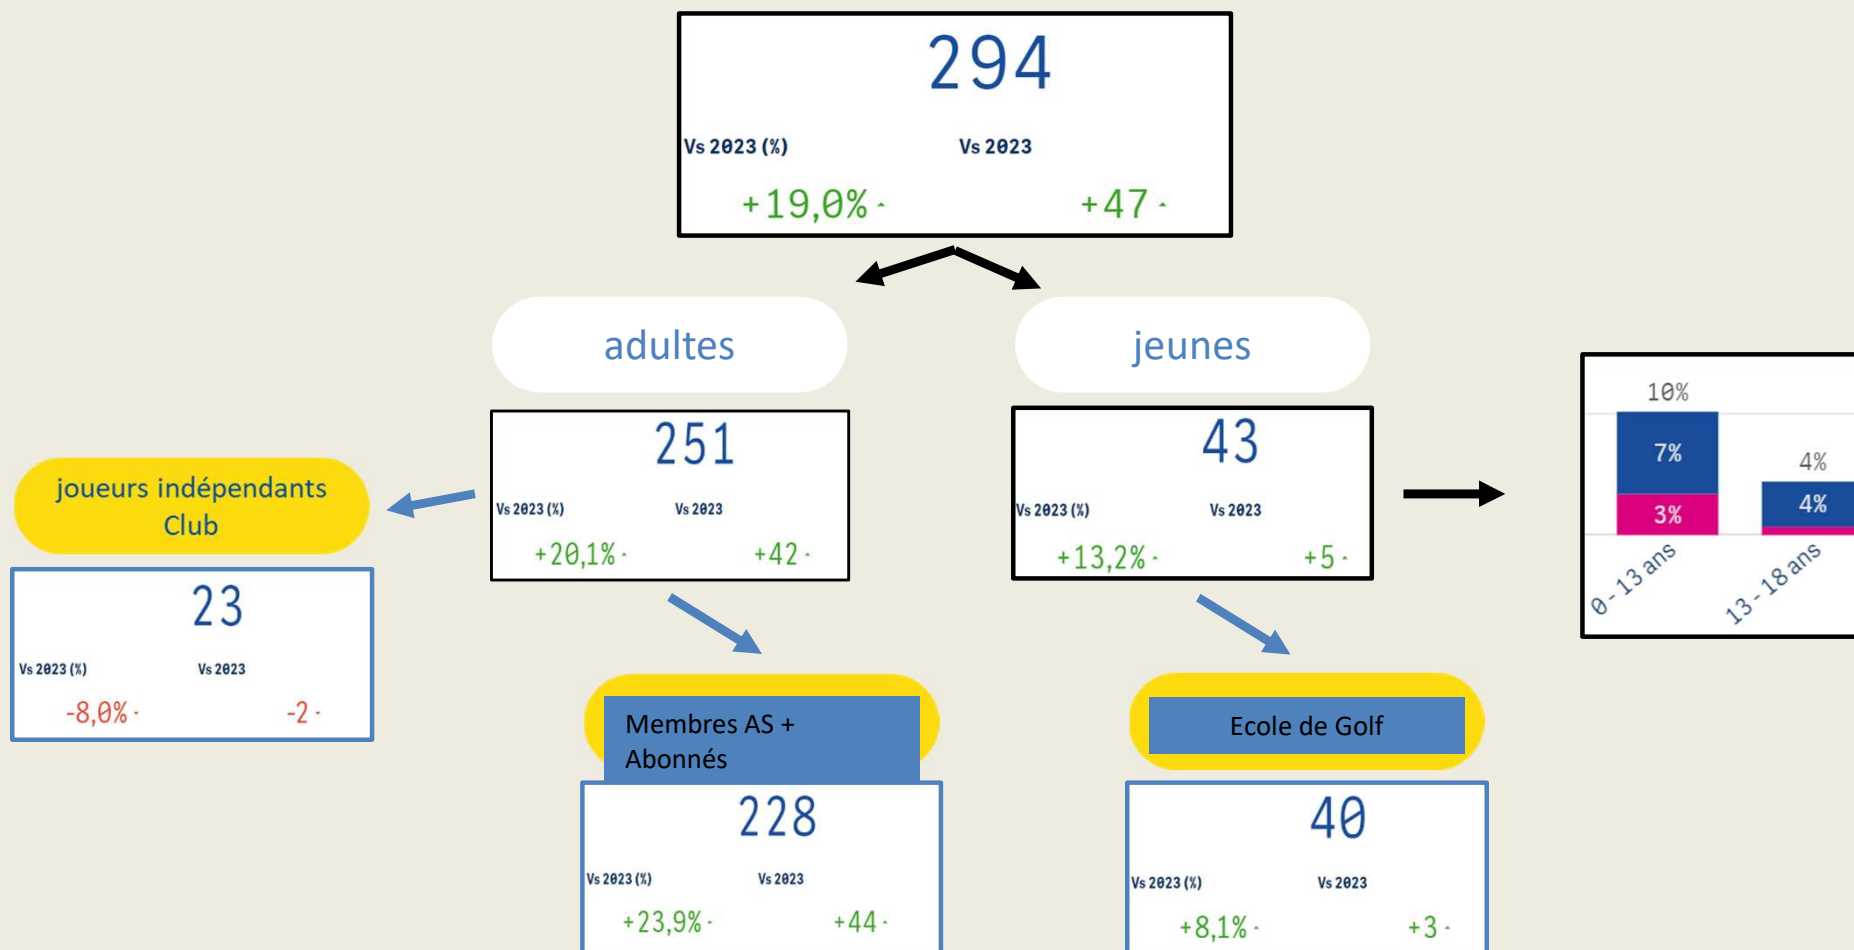 294
Vs 2023 (%) Vs 2023
+19,0% +47
adultes
jeunes
251
Vs 2023 (%) Vs 2023
+20,1% +42
43
Vs 2023 (%) Vs 2023
+13,2% +5
10%
7%
3%
4%
4%
0 - 13 ans
13 - 18 ans
joueurs indépendants
Club
23
Vs 2023 (%) Vs 2023
-8,0% -2
Membres AS +
Abonnés
228
Vs 2023 (%) Vs 2023
+23,9% +44
Ecole de Golf
40
Vs 2023 (%) Vs 2023
+8,1% +3